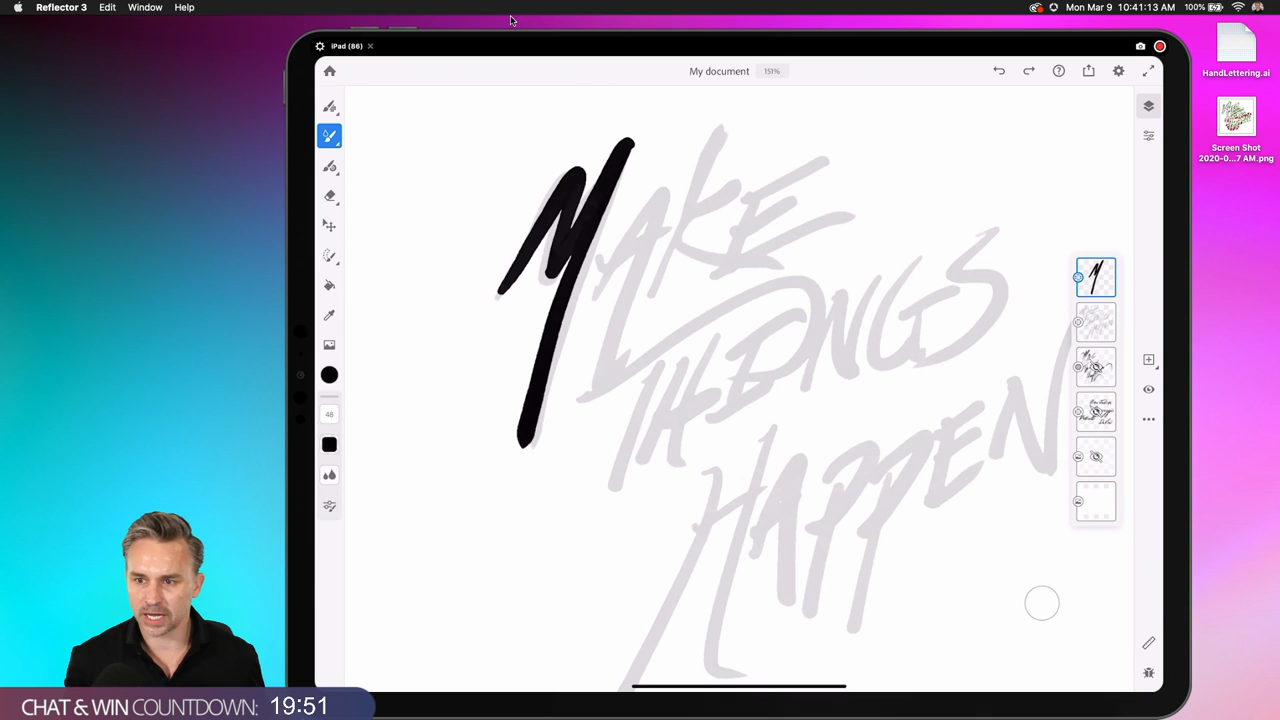 Reflector 3 Edit Window Help
100% Mon Mar 9 10:41:13 AM
iPad (86)
My document 151%
HandLettering.ai
Screen Shot
2020-0...7 AM.png
MAKE
THINGS
HAPPEN
48
CHAT & WIN COUNTDOWN: 19:51